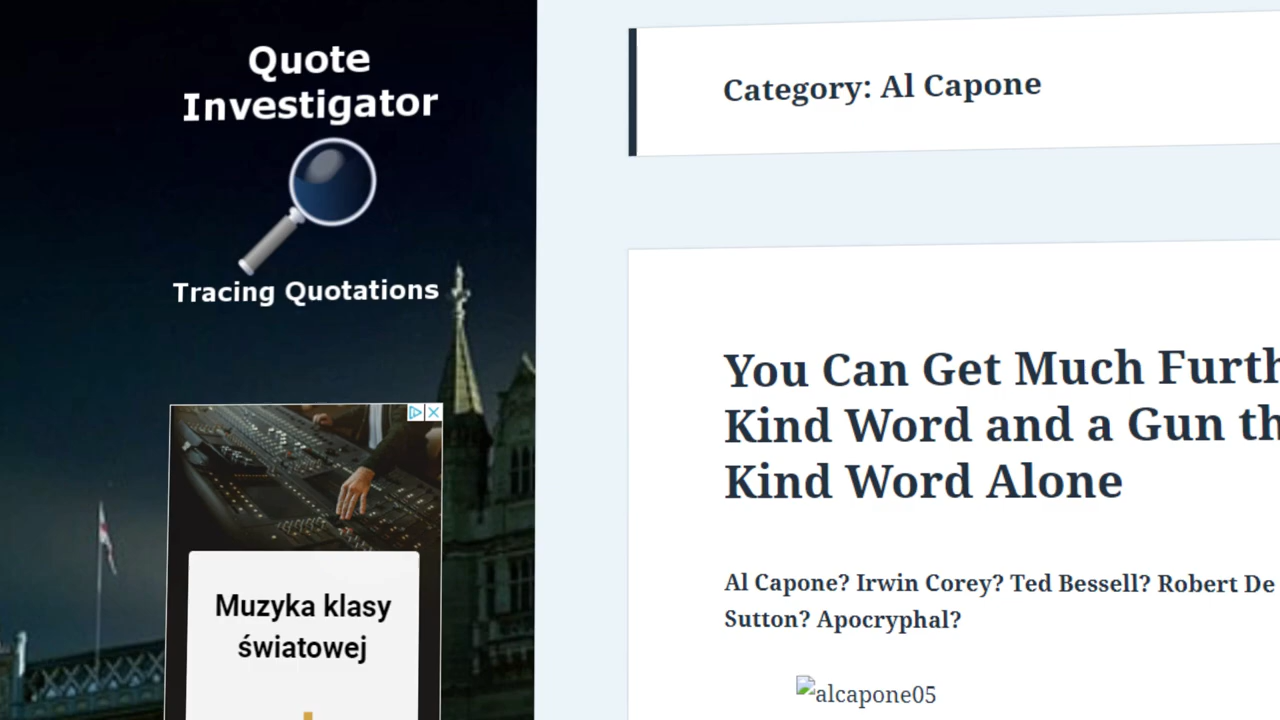 Quote
Investigator
Tracing Quotations
Muzyka klasy
światowej
Category: Al Capone
You Can Get Much Furth
Kind Word and a Gun th
Kind Word Alone
Al Capone? Irwin Corey? Ted Bessell? Robert De
Sutton? Apocryphal?
alcapone05